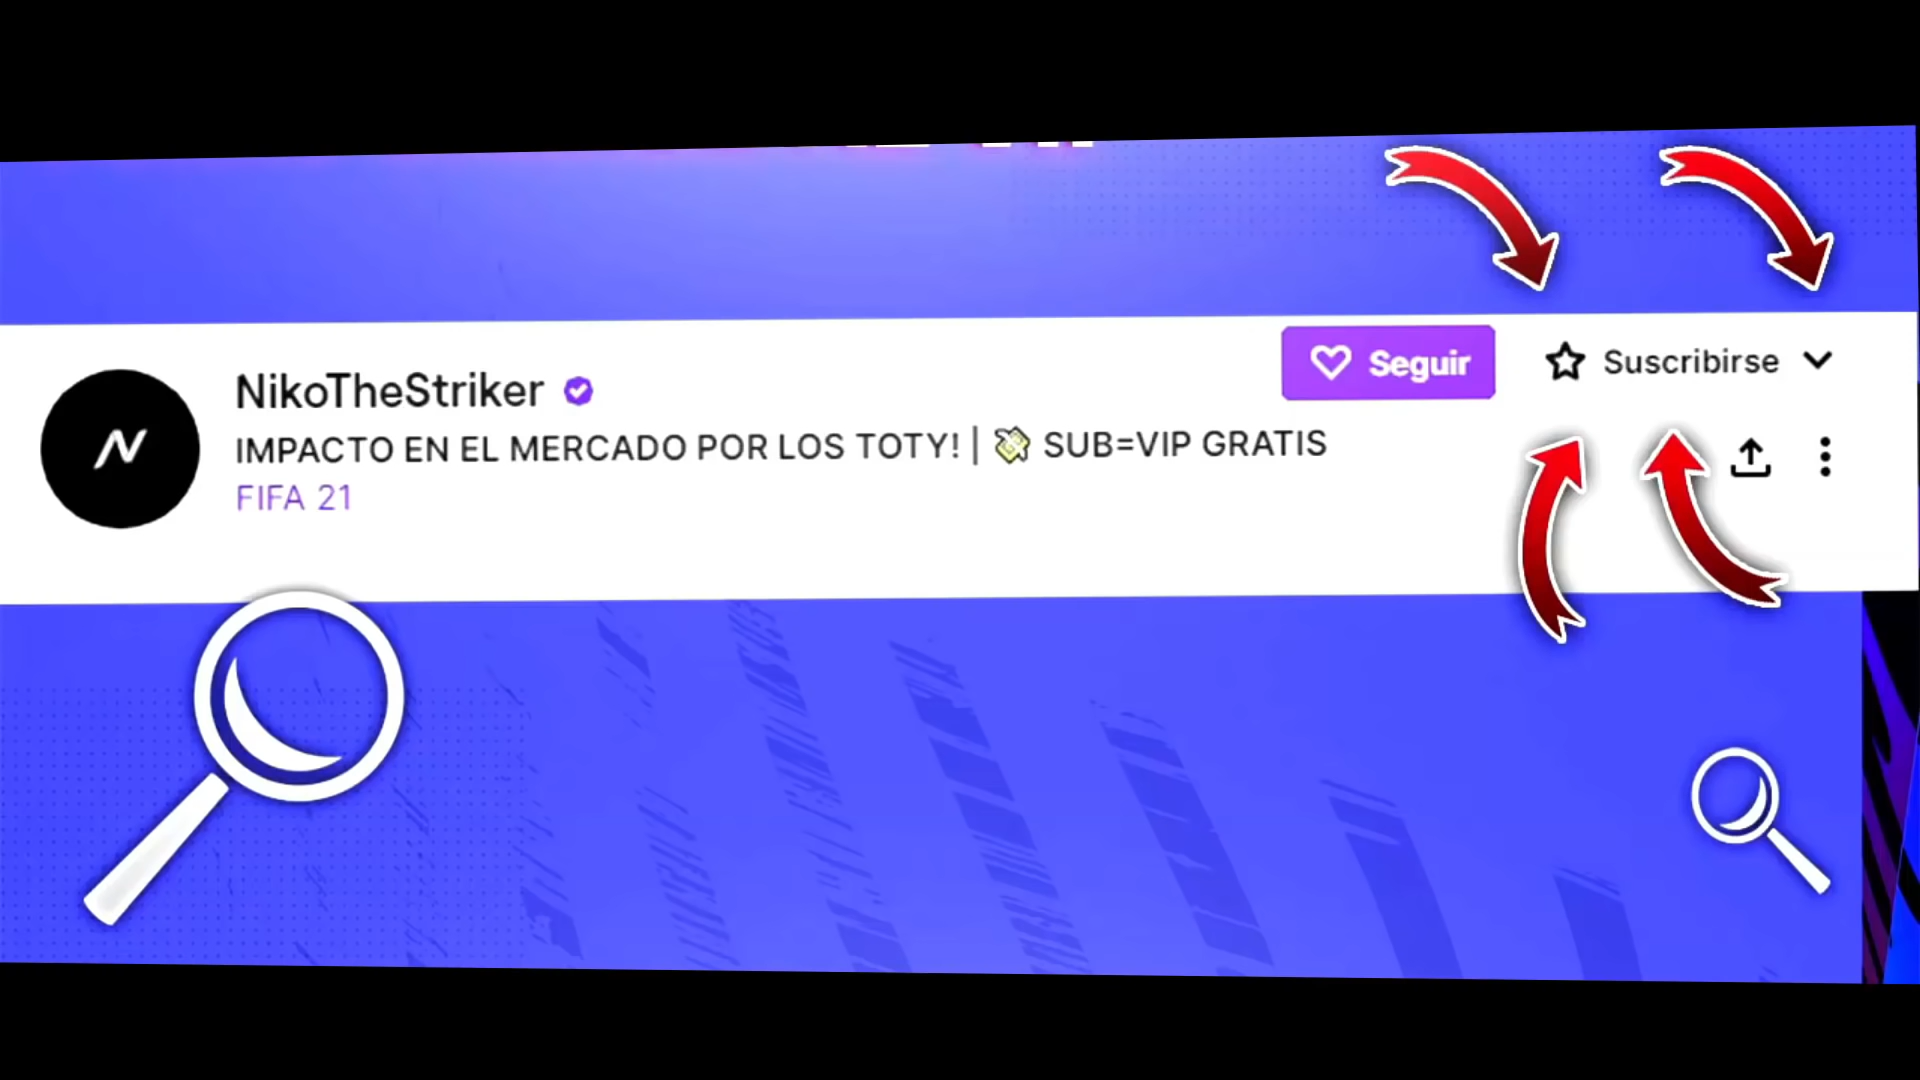 NikoTheStriker
Seguir
Suscribirse
IMPACTO EN EL MERCADO POR LOS TOTY! | 💸 SUB=VIP GRATIS
FIFA 21